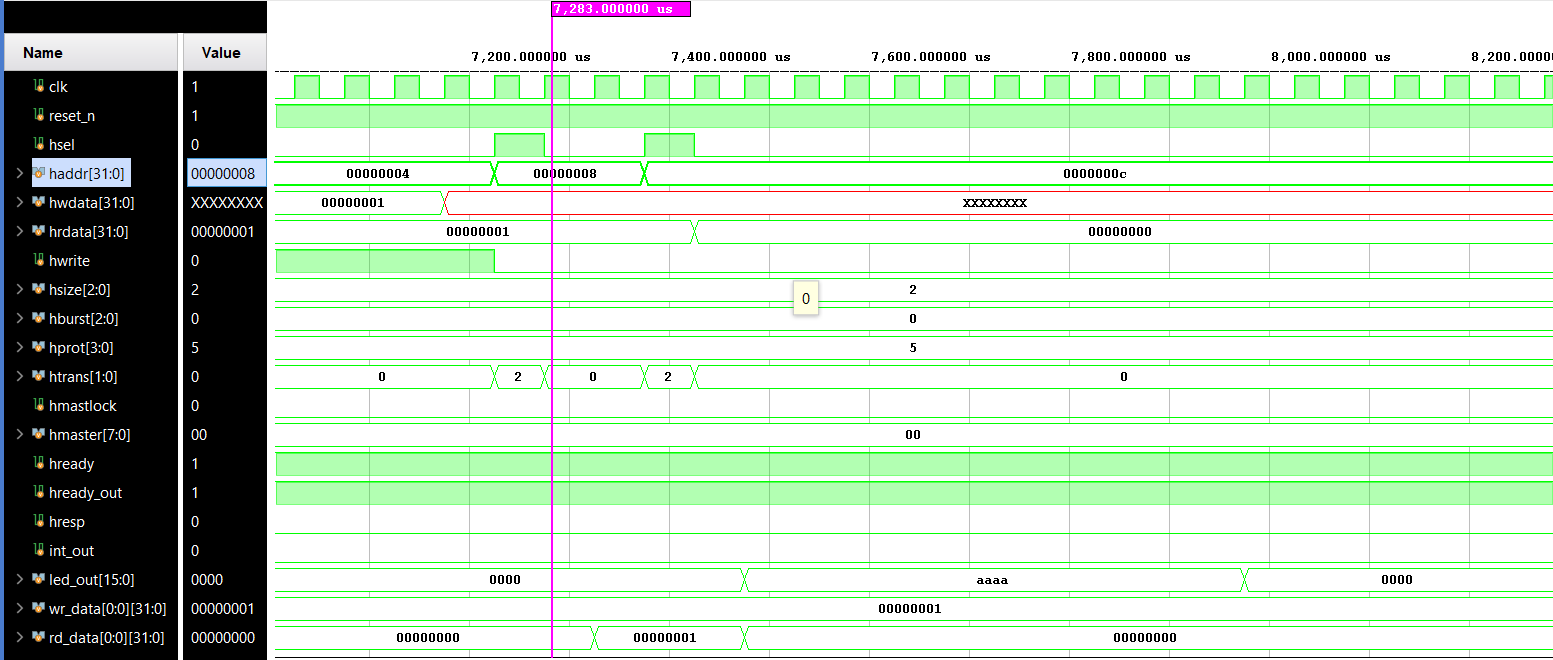 7,283.000000 us
Name Value
7,200.000000 us 7,400.000000 us 7,600.000000 us 7,800.000000 us 8,000.000000 us 8,200.0000
clk 1
reset_n 1
hsel 0
haddr[31:0] 00000008 00000004 00000008 0000000c
hwdata[31:0] XXXXXXXX 00000001 XXXXXXXX
hrdata[31:0] 00000001 00000001 00000000
hwrite 0
hsize[2:0] 2 2
0
hburst[2:0] 0 0
hprot[3:0] 5 5
htrans[1:0] 0 0 2 0 2 0
hmastlock 0
hmaster[7:0] 00 00
hready 1
hready_out 1
hresp 0
int_out 0
led_out[15:0] 0000 0000 aaaa 0000
wr_data[0:0][31:0] 00000001 00000001
rd_data[0:0][31:0] 00000000 00000000 00000001 00000000